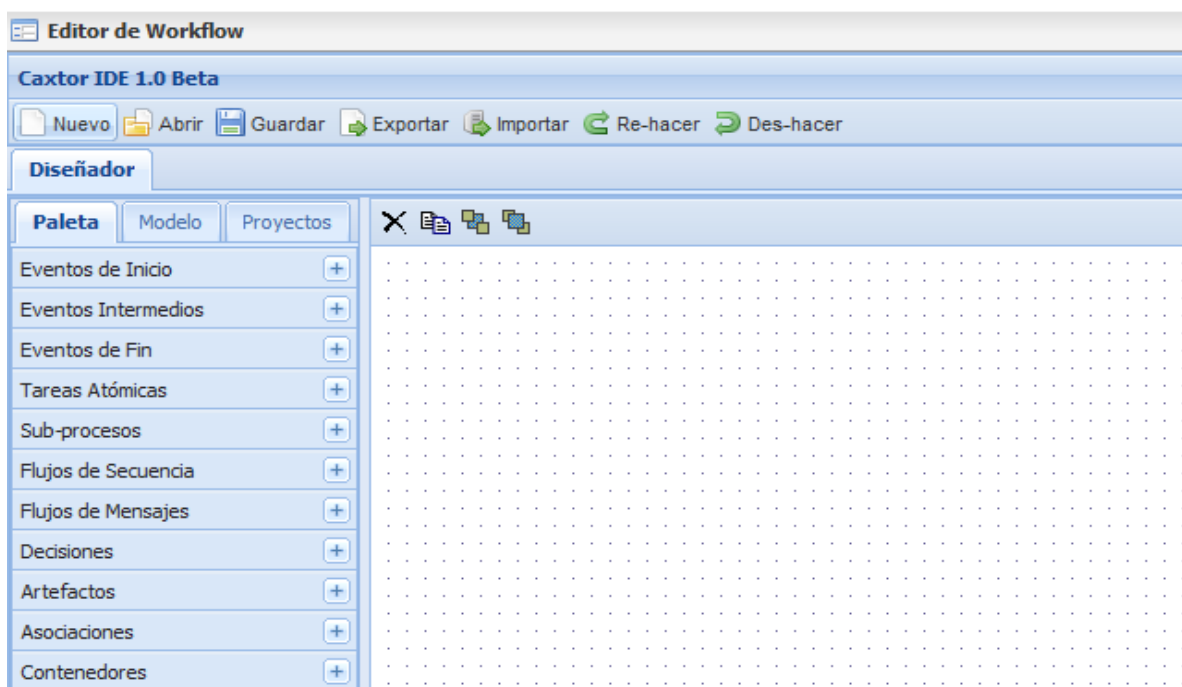 Editor de Workflow
Caxtor IDE 1.0 Beta
Nuevo Abrir Guardar Exportar Importar Re-hacer Des-hacer
Diseñador
Paleta Modelo Proyectos
Eventos de Inicio
Eventos Intermedios
Eventos de Fin
Tareas Atómicas
Sub-procesos
Flujos de Secuencia
Flujos de Mensajes
Decisiones
Artefactos
Asociaciones
Contenedores